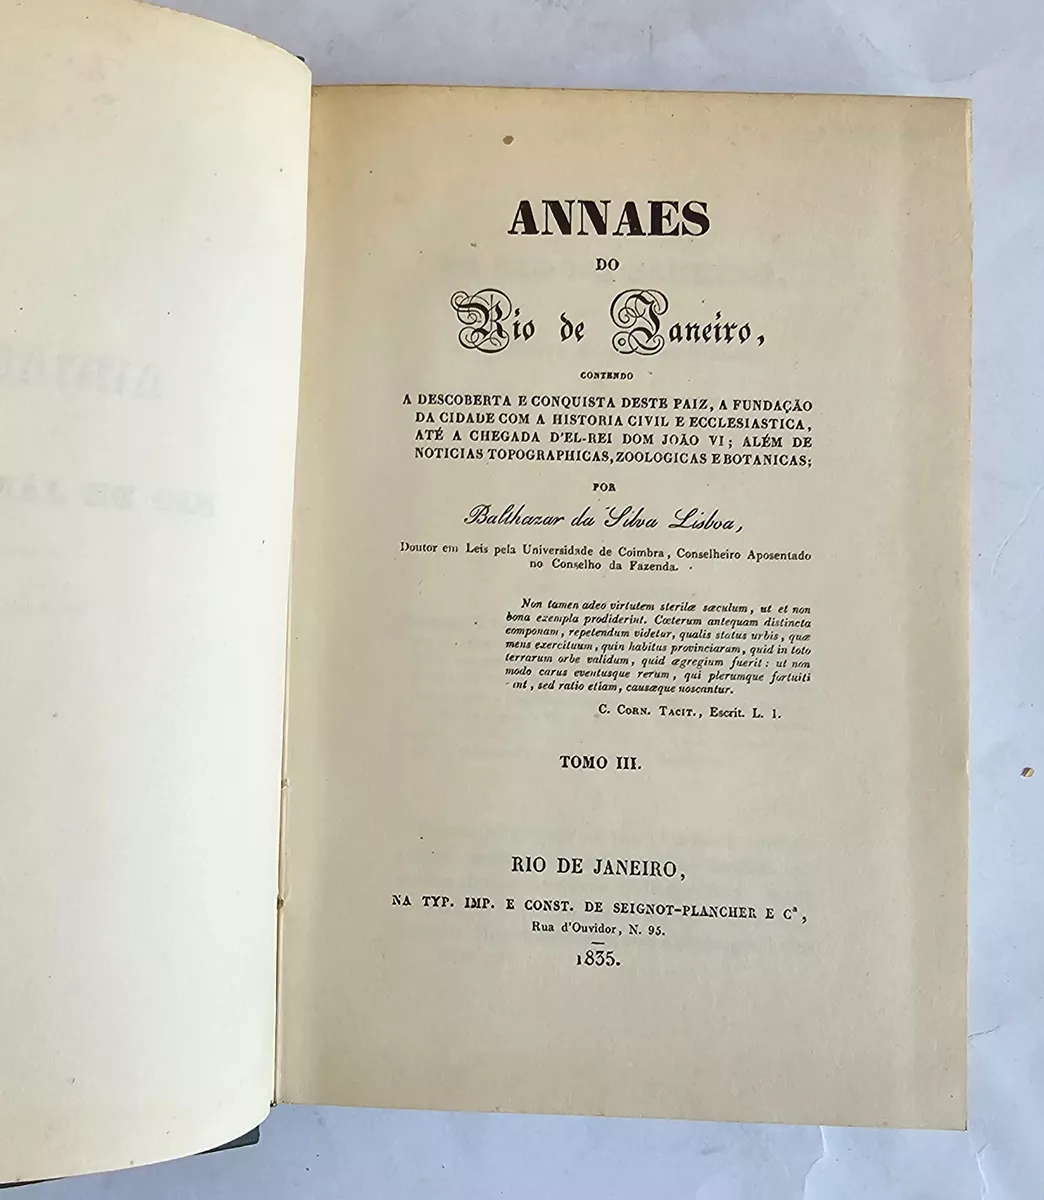 ANNAES
DO
Rio de Janeiro,
CONTENDO
A DESCOBERTA E CONQUISTA DESTE PAIZ, A FUNDAÇÃO
DA CIDADE COM A HISTORIA CIVIL E ECCLESIASTICA,
ATÉ A CHEGADA D'EL-REI DOM JOÃO VI; ALÉM DE
NOTICIAS TOPOGRAPHICAS, ZOOLOGICAS E BOTANICAS;
POR
Balthazar da Silva Lisboa,
Doutor em Leis pela Universidade de Coimbra, Conselheiro Aposentado
no Conselho da Fazenda.
Non tamen adeo virtutem sterilæ sæculum, ut et non
bona exempla prodiderint. Cœterum antequam distincta
componam, repetendum videtur, qualis status urbis, quæ
mens exercituum, quin habitus provinciaram, quid in toto
terrarum orbe validum, quid ægregium fuerit: ut non
modo carus eventusque rerum, qui plerumque fortuiti
int, sed ratio etiam, causæque noscantur.
C. CORN. TACIT., Escrit. L. 1.
TOMO III.
RIO DE JANEIRO,
NA TYP. IMP. E CONST. DE SEIGNOT-PLANCHER E Cª,
Rua d'Ouvidor, N. 95.
1835.